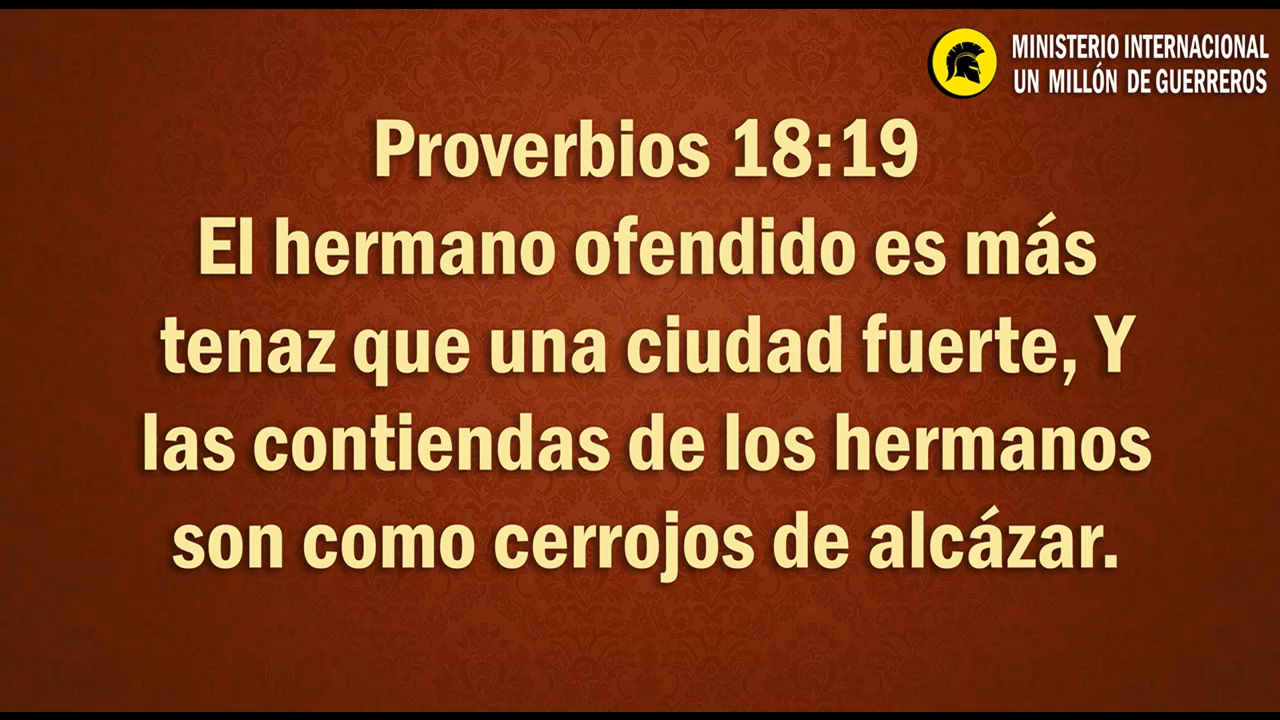 MINISTERIO INTERNACIONAL
UN MILLÓN DE GUERREROS
Proverbios 18:19
El hermano ofendido es más
tenaz que una ciudad fuerte, Y
las contiendas de los hermanos
son como cerrojos de alcázar.